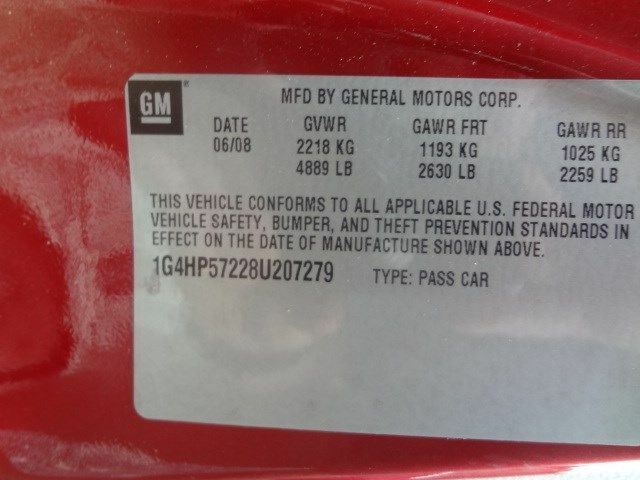 GM ®
MFD BY GENERAL MOTORS CORP.
DATE GVWR GAWR FRT GAWR RR
06/08 2218 KG 1193 KG 1025 KG
4889 LB 2630 LB 2259 LB
THIS VEHICLE CONFORMS TO ALL APPLICABLE U.S. FEDERAL MOTOR
VEHICLE SAFETY, BUMPER, AND THEFT PREVENTION STANDARDS IN
EFFECT ON THE DATE OF MANUFACTURE SHOWN ABOVE.
1G4HP57228U207279 TYPE: PASS CAR